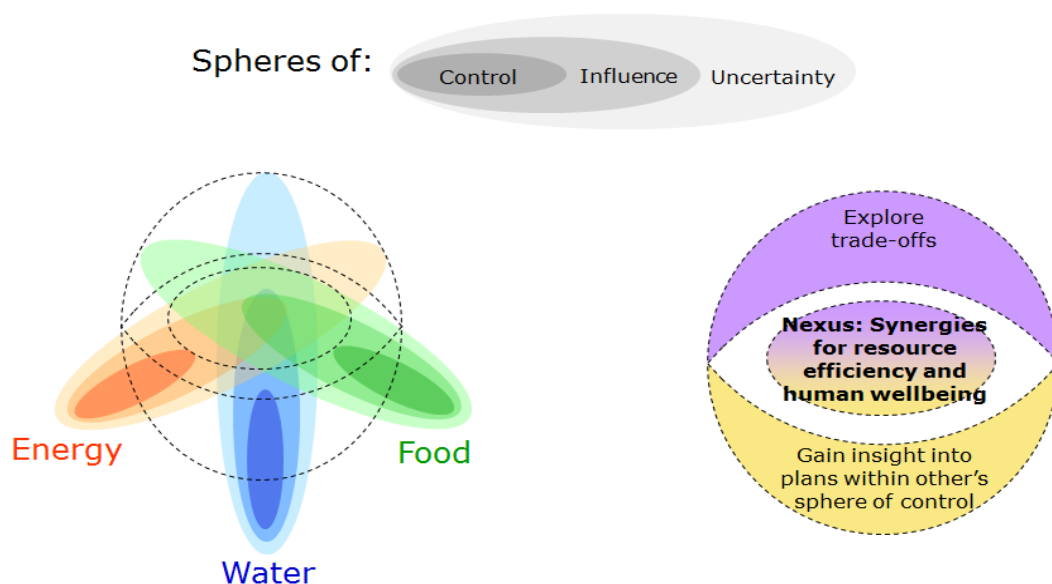 Spheres of:
Control
Influence
Uncertainty
Energy
Food
Water
Explore
trade-offs
Nexus: Synergies
for resource
efficiency and
human wellbeing
Gain insight into
plans within other's
sphere of control